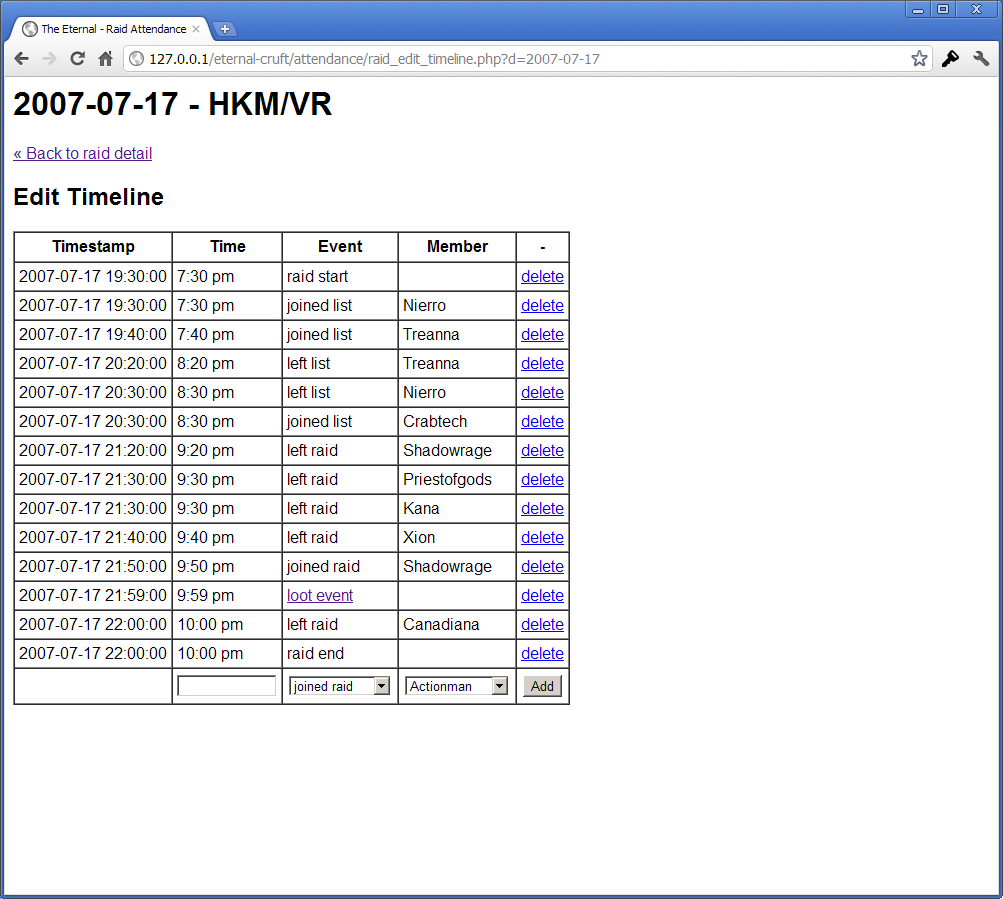 The Eternal - Raid Attendance
127.0.0.1/eternal-cruft/attendance/raid_edit_timeline.php?d=2007-07-17
2007-07-17 - HKM/VR
« Back to raid detail
Edit Timeline
Timestamp Time Event Member -
2007-07-17 19:30:00 7:30 pm raid start delete
2007-07-17 19:30:00 7:30 pm joined list Nierro delete
2007-07-17 19:40:00 7:40 pm joined list Treanna delete
2007-07-17 20:20:00 8:20 pm left list Treanna delete
2007-07-17 20:30:00 8:30 pm left list Nierro delete
2007-07-17 20:30:00 8:30 pm joined list Crabtech delete
2007-07-17 21:20:00 9:20 pm left raid Shadowrage delete
2007-07-17 21:30:00 9:30 pm left raid Priestofgods delete
2007-07-17 21:30:00 9:30 pm left raid Kana delete
2007-07-17 21:40:00 9:40 pm left raid Xion delete
2007-07-17 21:50:00 9:50 pm joined raid Shadowrage delete
2007-07-17 21:59:00 9:59 pm loot event delete
2007-07-17 22:00:00 10:00 pm left raid Canadiana delete
2007-07-17 22:00:00 10:00 pm raid end delete
joined raid Actionman Add